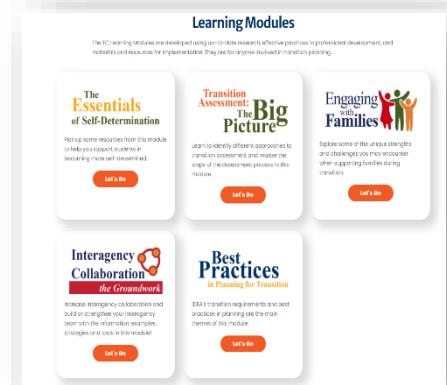 Learning Modules
The TC Learning Modules are developed using up-to-date research, effective practices in professional development, and
materials and resources for implementation. They are for anyone involved in transition planning.
The
Essentials
of Self-Determination
Pick up some resources from this module
to help you support students in
becoming more self-determined.
Let's Go
Transition
Assessment:
The Big
Picture
Learn to identify different approaches to
transition assessment and master the
steps of the assessment process in this
module.
Let's Go
Engaging
with
Families
Explore some of the unique strengths
and challenges you may encounter
when supporting families during
transition.
Let's Go
Interagency
Collaboration
the Groundwork
Increase interagency collaboration and
build or strengthen your interagency
team with the information, examples,
strategies and tools in this module!
Let's Go
Best
Practices
in Planning for Transition
IDEA's transition requirements and best
practices in planning are the main
themes of this module!
Let's Go